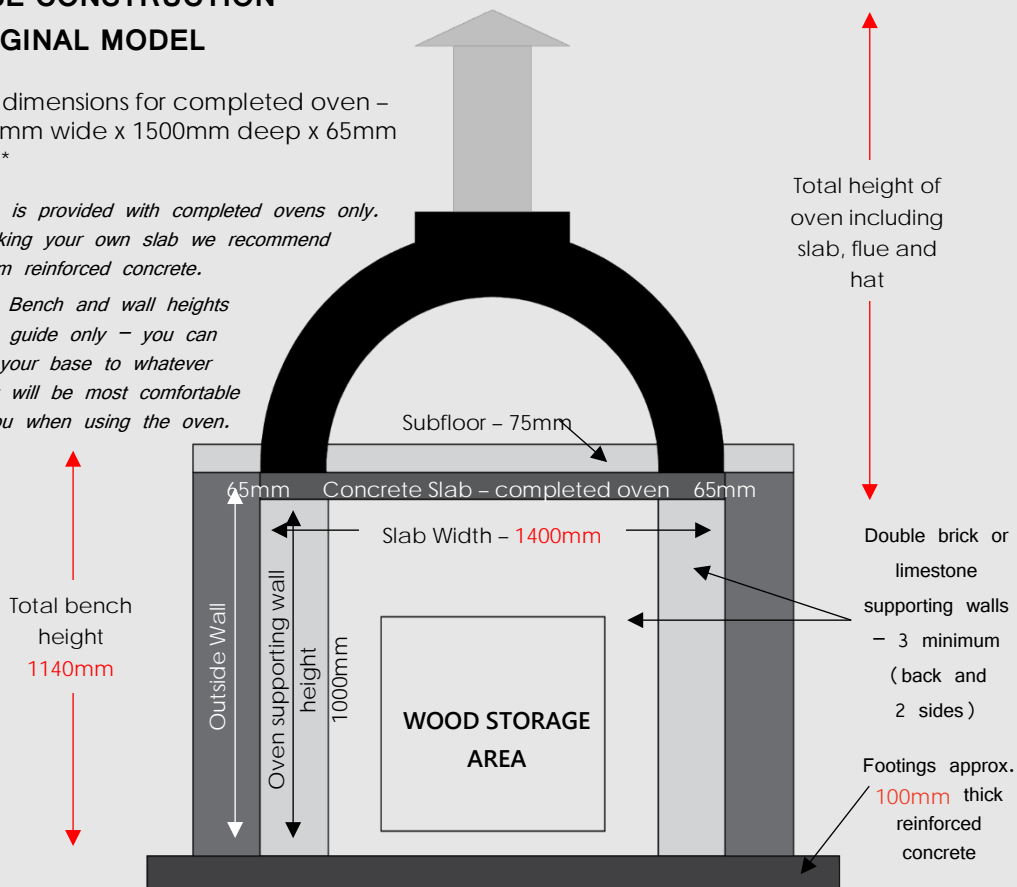 CONSTRUCTION
MODEL
dimensions for completed oven –
wide x 1500mm deep x 65mm
*
is provided with completed ovens only.
your own slab we recommend
reinforced concrete.
Bench and wall heights
guide only – you can
your base to whatever
will be most comfortable
when using the oven.
Total height of
oven including
slab, flue and
hat
Subfloor – 75mm
65mm Concrete Slab – completed oven 65mm
Slab Width – 1400mm
Total bench
height
1140mm
Outside Wall
Oven supporting wall
height
1000mm
WOOD STORAGE
AREA
Double brick or
limestone
supporting walls
– 3 minimum
(back and
2 sides)
Footings approx.
100mm thick
reinforced
concrete